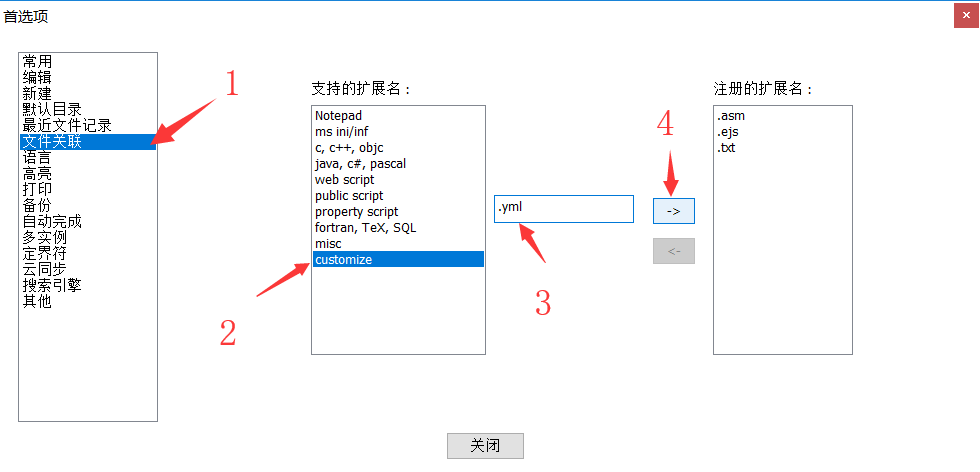 首选项
常用
编辑
新建
默认目录
最近文件记录
文件关联
语言
高亮
打印
备份
自动完成
多实例
定界符
云同步
搜索引擎
其他
1
支持的扩展名：
Notepad
ms ini/inf
c, c++, objc
java, c#, pascal
web script
public script
property script
fortran, TeX, SQL
misc
customize
2
.yml
3
4
->
<-
注册的扩展名：
.asm
.ejs
.txt
关闭